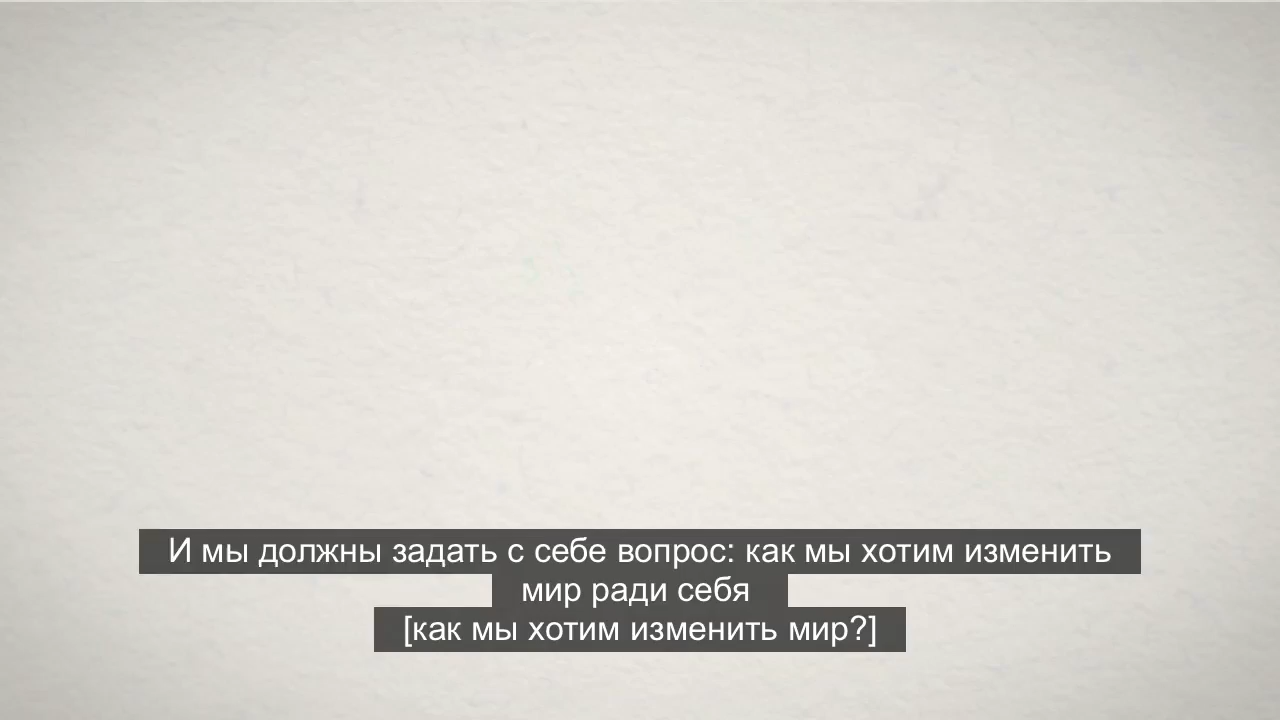 И мы должны задать с себе вопрос: как мы хотим изменить
мир ради себя
[как мы хотим изменить мир?]